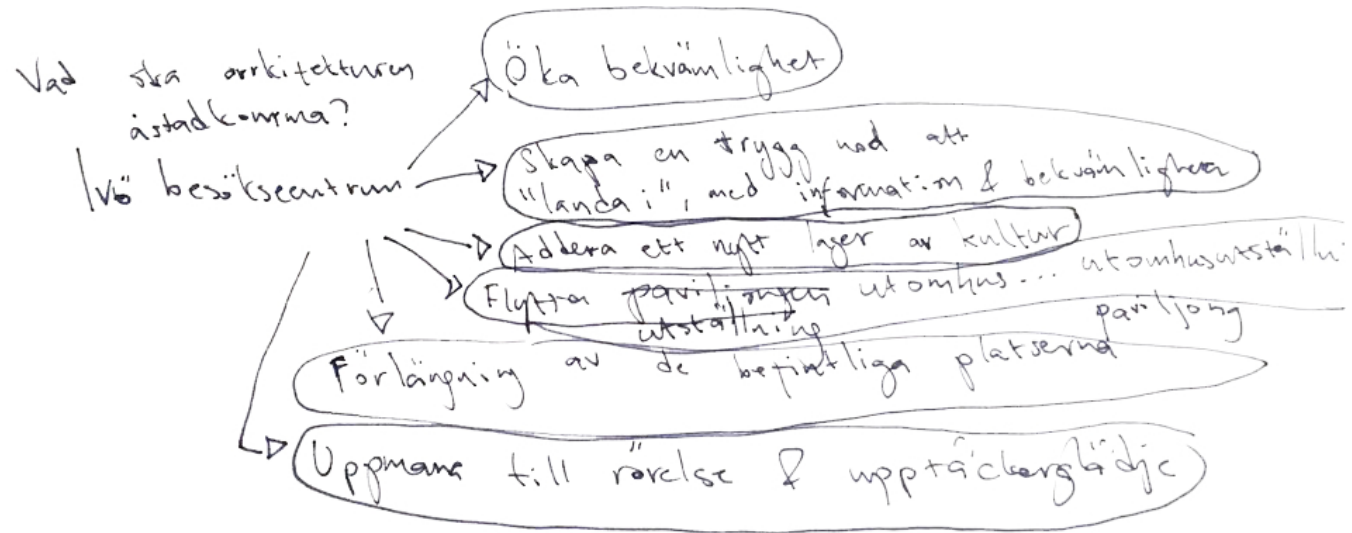 Vad ska arrkitekturen
åstadkomma?
Ivö besökscentrum
Öka bekvämlighet
Skapa en trygg nod att
"landa i", med information & bekvämligheter
Addera ett nytt lager av kultur
Flytta paviljongen utomhus... utomhusutställni
utställning
paviljong
Förlängning av de befintliga platserna
Uppmana till rörelse & upptäckarglädje